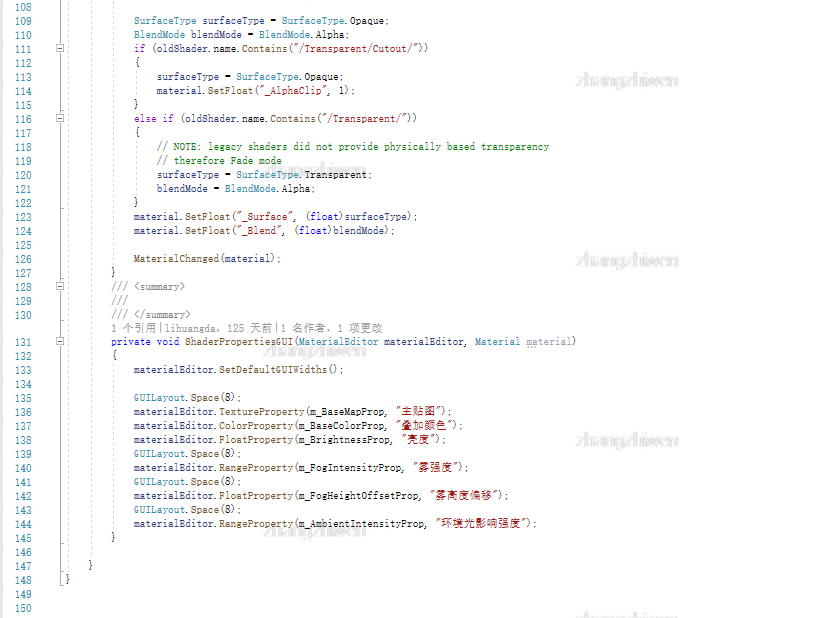 108
109 SurfaceType surfaceType = SurfaceType.Opaque;
110 BlendMode blendMode = BlendMode.Alpha;
111 if (oldShader.name.Contains("/Transparent/Cutout/"))
112 {
113 surfaceType = SurfaceType.Opaque;
114 material.SetFloat("_AlphaClip", 1);
115 }
116 else if (oldShader.name.Contains("/Transparent/"))
117 {
118 // NOTE: legacy shaders did not provide physically based transparency
119 // therefore Fade mode
120 surfaceType = SurfaceType.Transparent;
121 blendMode = BlendMode.Alpha;
122 }
123 material.SetFloat("_Surface", (float)surfaceType);
124 material.SetFloat("_Blend", (float)blendMode);
125
126 MaterialChanged(material);
127 }
128 /// <summary>
129 ///
130 /// </summary>
1 个引用|lihuangda，125 天前|1 名作者，1 项更改
131 private void ShaderPropertiesGUI(MaterialEditor materialEditor, Material material)
132 {
133 materialEditor.SetDefaultGUIWidths();
134
135 GUILayout.Space(8);
136 materialEditor.TextureProperty(m_BaseMapProp, "主贴图");
137 materialEditor.ColorProperty(m_BaseColorProp, "叠加颜色");
138 materialEditor.FloatProperty(m_BrightnessProp, "亮度");
139 GUILayout.Space(8);
140 materialEditor.RangeProperty(m_FogIntensityProp, "雾强度");
141 GUILayout.Space(8);
142 materialEditor.FloatProperty(m_FogHeightOffsetProp, "雾高度偏移");
143 GUILayout.Space(8);
144 materialEditor.RangeProperty(m_AmbientIntensityProp, "环境光影响强度");
145 }
146
147 }
148 }
149
150